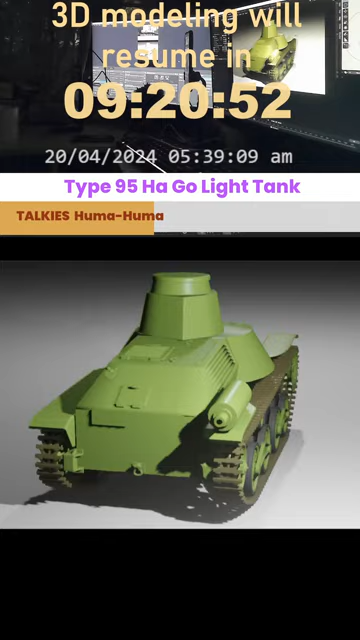 3D modeling will
resume in
09:20:52
20/04/2024 05:39:09 am
Type 95 Ha Go Light Tank
TALKIES Huma-Huma